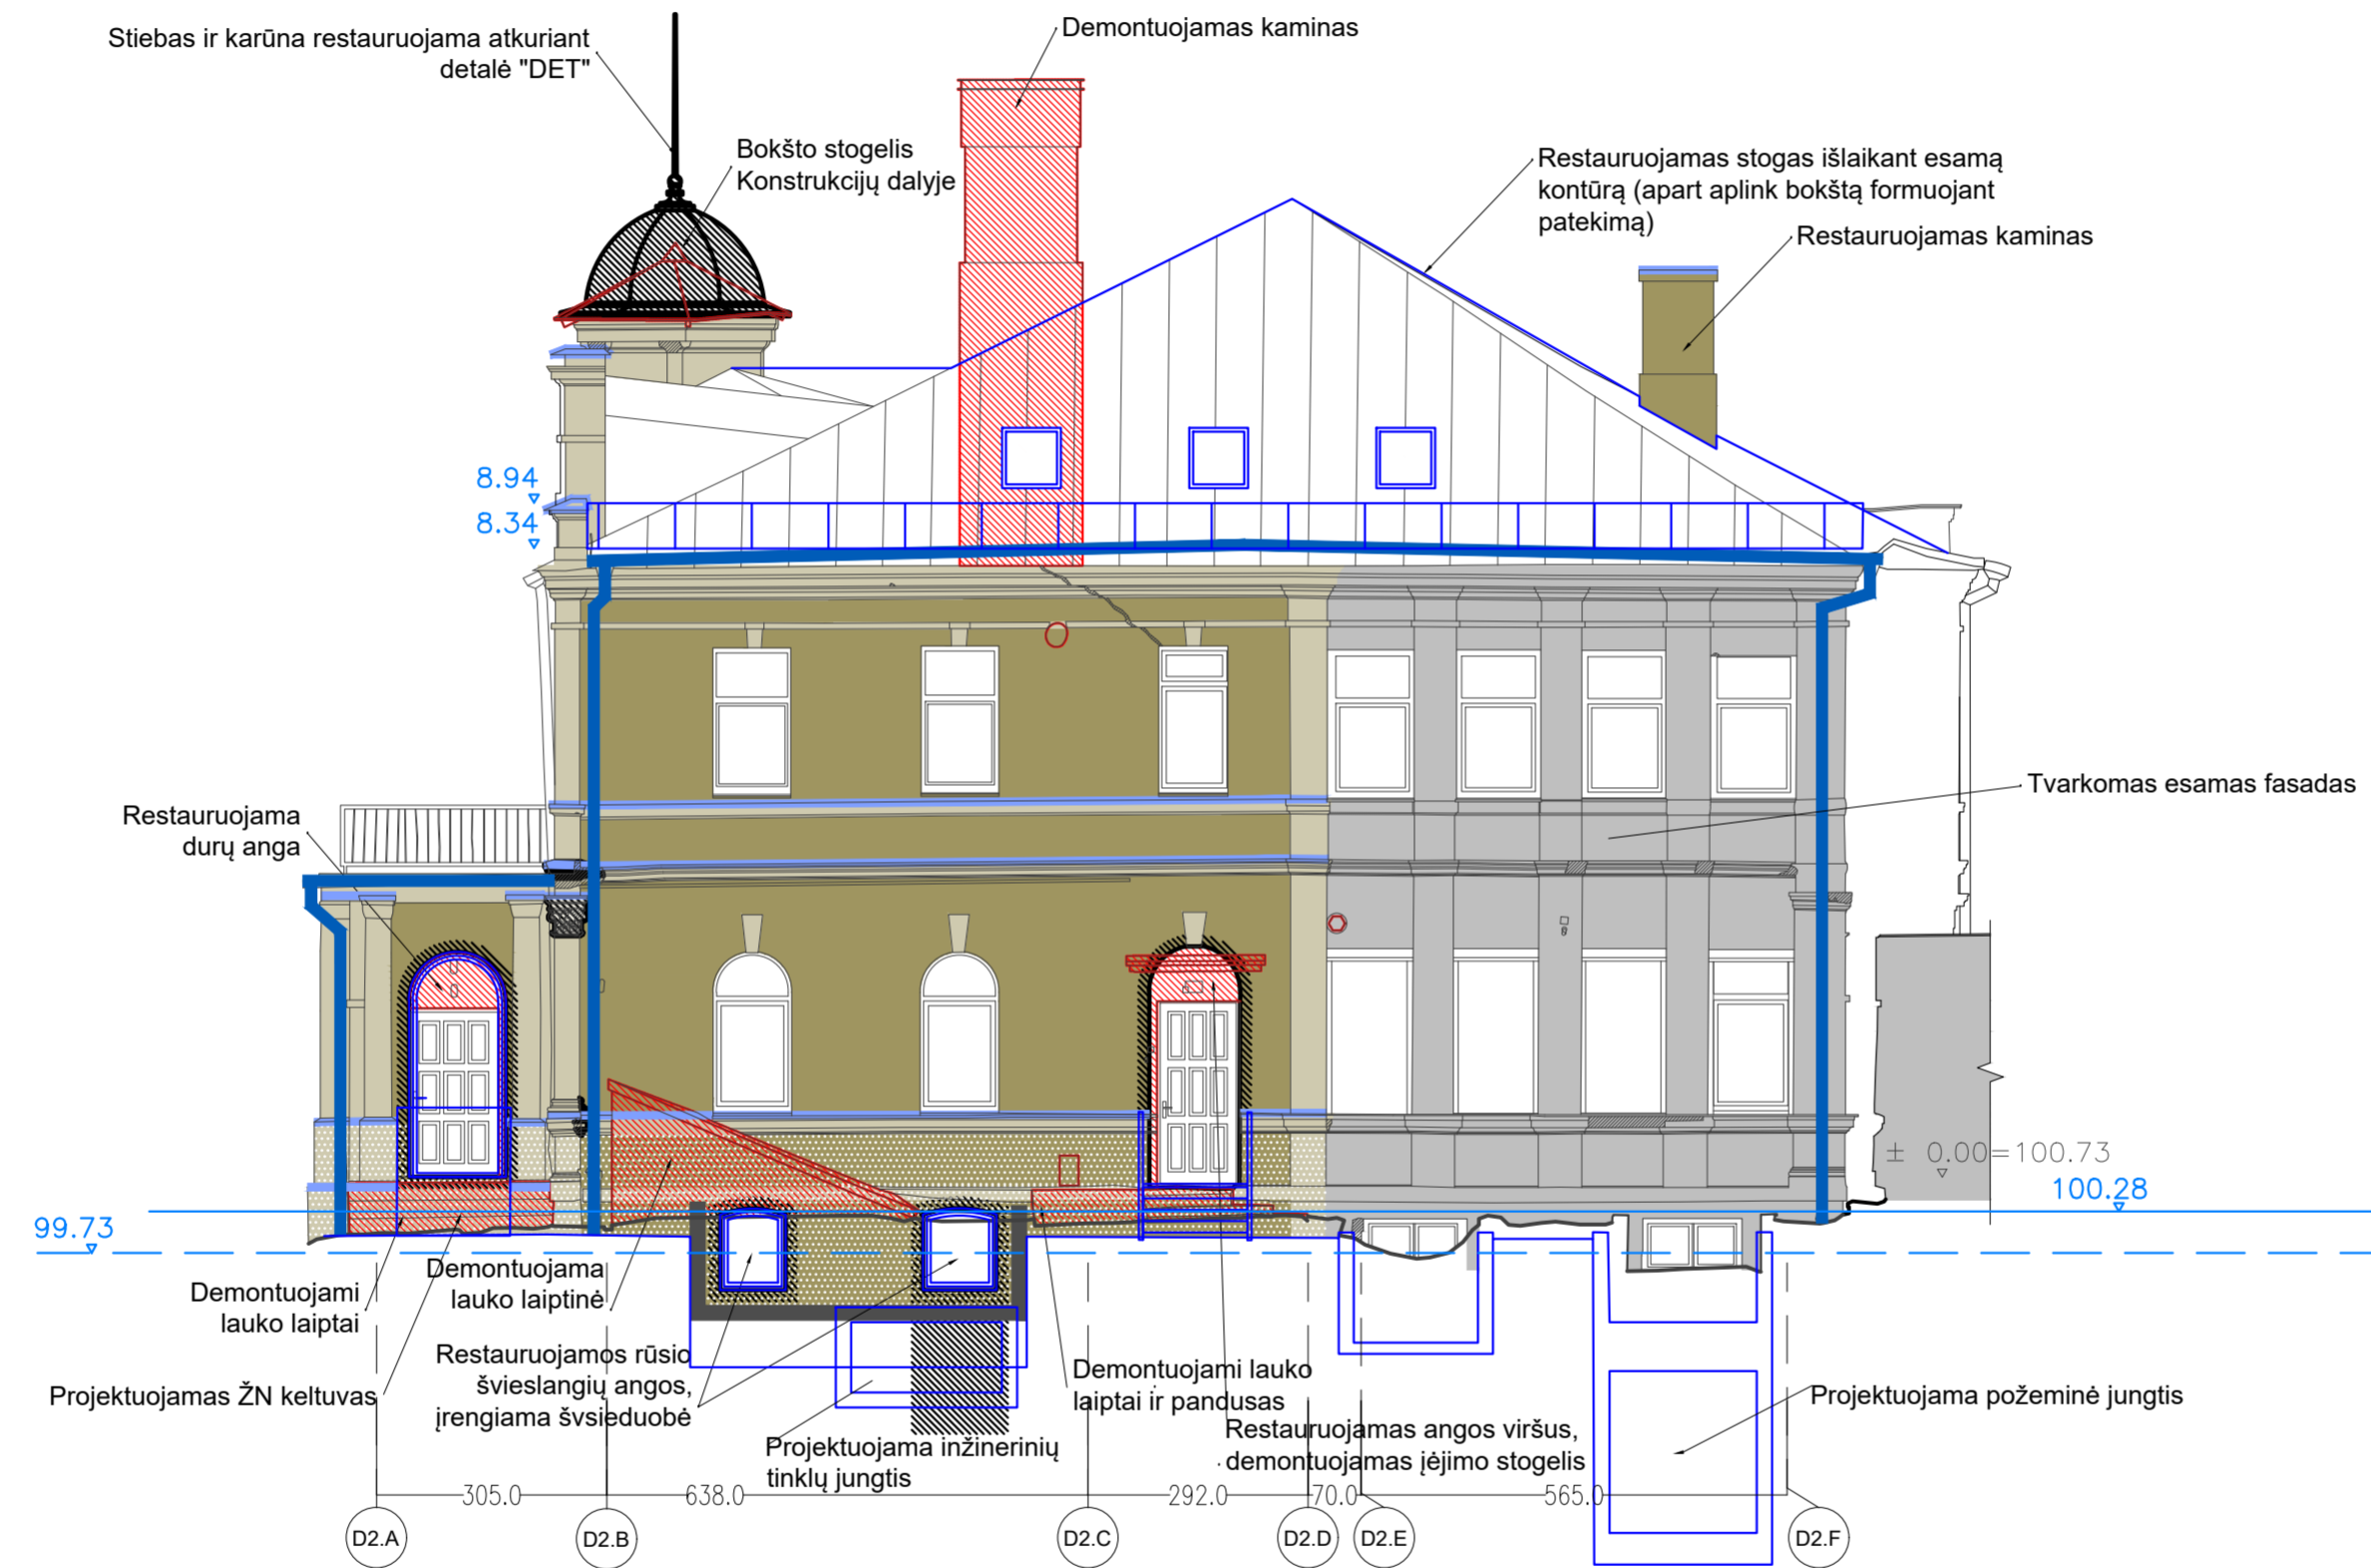 Stiebas ir karūna restauruojama atkuriant
detalė "DET"
Demontuojamas kaminas
Bokšto stogelis
Konstrukcijų dalyje
Restauruojamas stogas išlaikant esamą
kontūrą (apart aplink bokštą formuojant
patekimą)
Restauruojamas kaminas
8.94
8.34
Tvarkomas esamas fasadas
Restauruojama
durų anga
± 0.00=100.73
100.28
99.73
Demontuojami
lauko laiptai
Demontuojama
lauko laiptinė
Projektuojamas ŽN keltuvas
Restauruojamos rūsio
švieslangių angos,
įrengiama švsieduobė
Projektuojama inžinerinių
tinklų jungtis
Demontuojami lauko
laiptai ir pandusas
Restauruojamas angos viršus,
demontuojamas įėjimo stogelis
Projektuojama požeminė jungtis
305.0
638.0
292.0
70.0
565.0
D2.A
D2.B
D2.C
D2.D
D2.E
D2.F